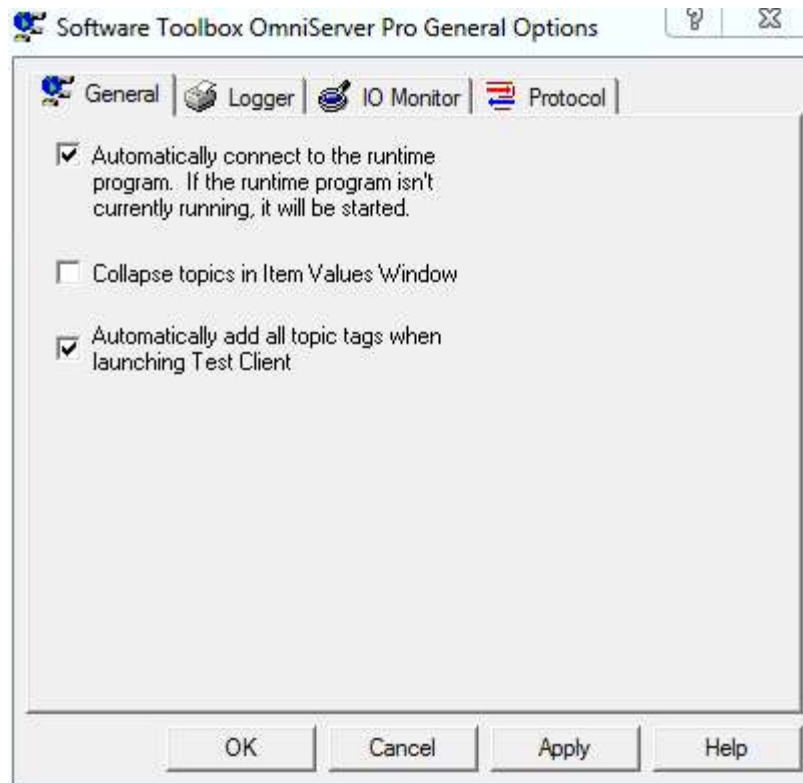 Software Toolbox OmniServer Pro General Options
General Logger IO Monitor Protocol
Automatically connect to the runtime
program. If the runtime program isn't
currently running, it will be started.
Collapse topics in Item Values Window
Automatically add all topic tags when
launching Test Client
OK Cancel Apply Help